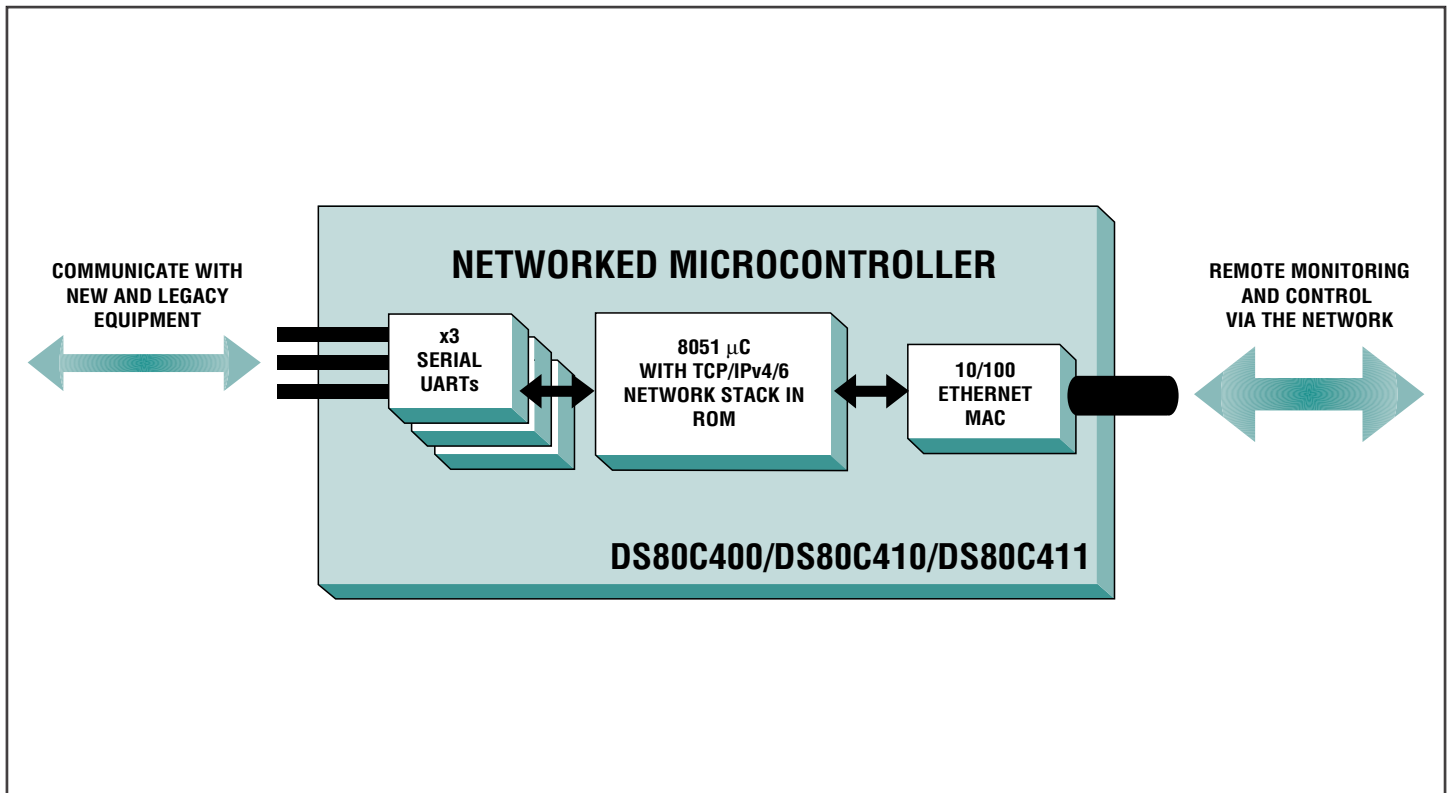 NETWORKED MICROCONTROLLER
COMMUNICATE WITH
NEW AND LEGACY
EQUIPMENT
x3
SERIAL
UARTs
8051 μC
WITH TCP/IPv4/6
NETWORK STACK IN
ROM
10/100
ETHERNET
MAC
REMOTE MONITORING
AND CONTROL
VIA THE NETWORK
DS80C400/DS80C410/DS80C411